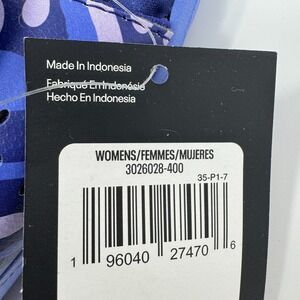 Made In Indonesia
Fabriqué En Indonésie
Hecho En Indonesia
WOMENS/FEMMES/MUJERES
3026028-400
35-P1-7
1 96040 27470 6